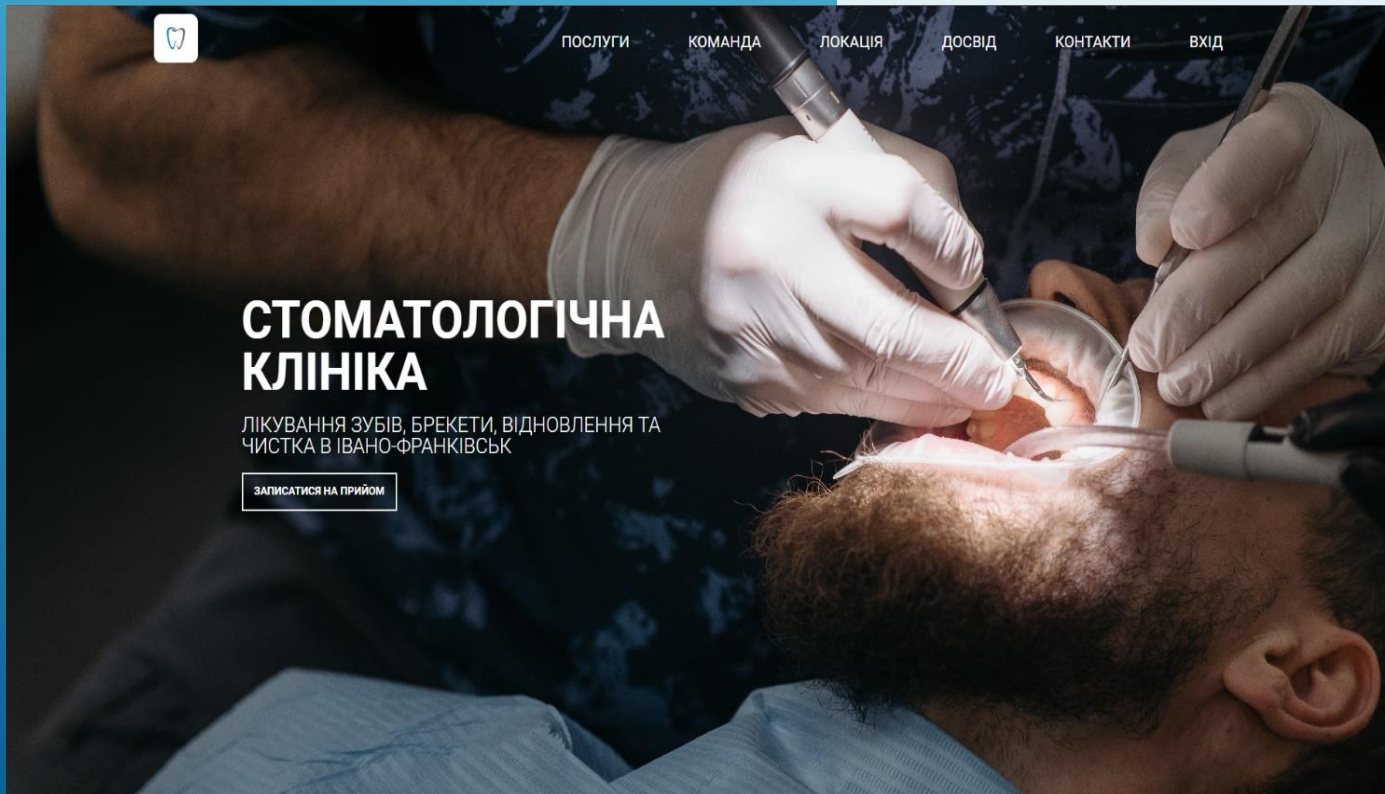 ПОСЛУГИ КОМАНДА ЛОКАЦІЯ ДОСВІД КОНТАКТИ ВХІД
СТОМАТОЛОГІЧНА
КЛІНІКА
ЛІКУВАННЯ ЗУБІВ, БРЕКЕТИ, ВІДНОВЛЕННЯ ТА
ЧИСТКА В ІВАНО-ФРАНКІВСЬК
ЗАПИСАТИСЯ НА ПРИЙОМ